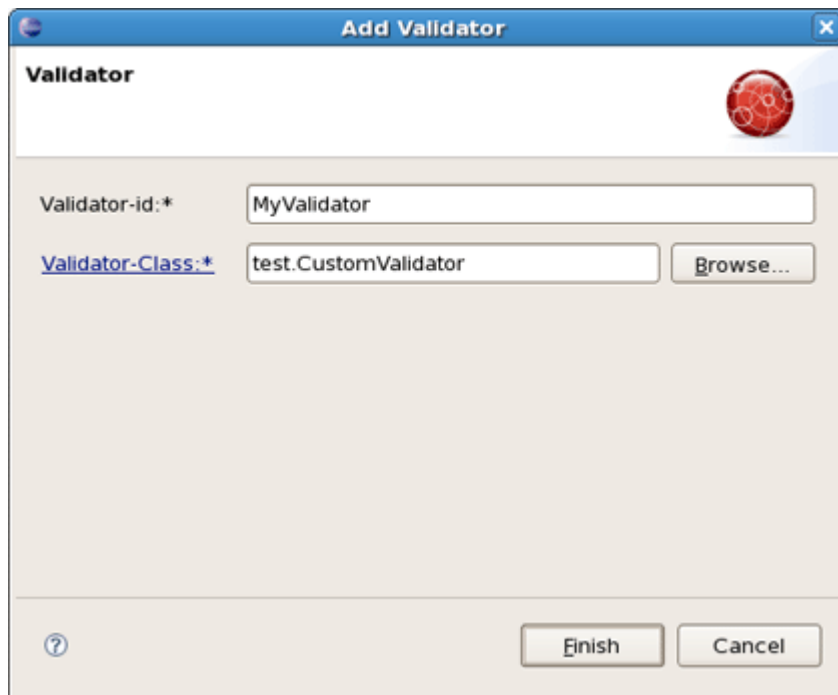 Add Validator
Validator
Validator-id:* MyValidator
Validator-Class:* test.CustomValidator Browse...
Finish Cancel